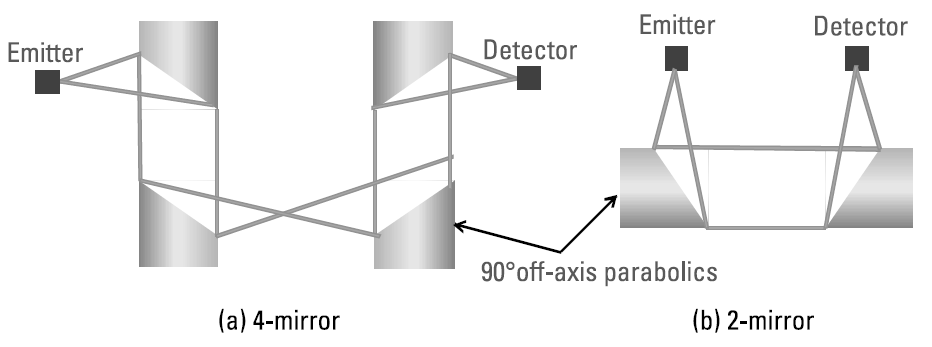 Emitter
Detector
Emitter
Detector
90°off-axis parabolics
(a) 4-mirror
(b) 2-mirror